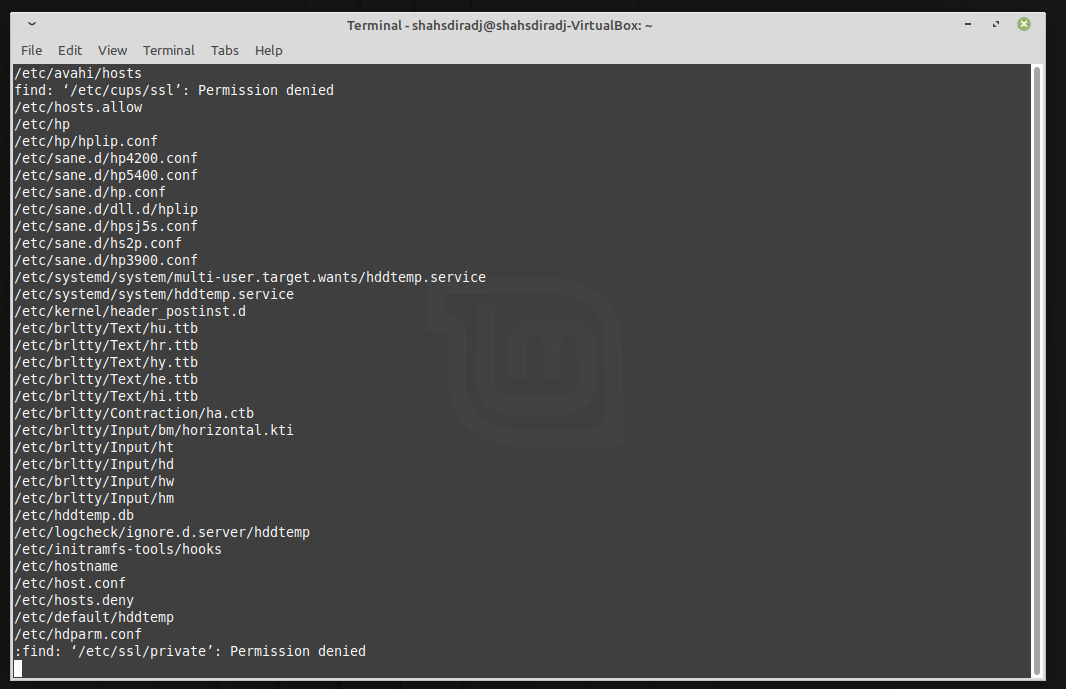 Terminal - shahsdiradj@shahsdiradj-VirtualBox: ~
File Edit View Terminal Tabs Help
/etc/avahi/hosts
find: ‘/etc/cups/ssl’: Permission denied
/etc/hosts.allow
/etc/hp
/etc/hp/hplip.conf
/etc/sane.d/hp4200.conf
/etc/sane.d/hp5400.conf
/etc/sane.d/hp.conf
/etc/sane.d/dll.d/hplip
/etc/sane.d/hpsj5s.conf
/etc/sane.d/hs2p.conf
/etc/sane.d/hp3900.conf
/etc/systemd/system/multi-user.target.wants/hddtemp.service
/etc/systemd/system/hddtemp.service
/etc/kernel/header_postinst.d
/etc/brltty/Text/hu.ttb
/etc/brltty/Text/hr.ttb
/etc/brltty/Text/hy.ttb
/etc/brltty/Text/he.ttb
/etc/brltty/Text/hi.ttb
/etc/brltty/Contraction/ha.ctb
/etc/brltty/Input/bm/horizontal.kti
/etc/brltty/Input/ht
/etc/brltty/Input/hd
/etc/brltty/Input/hw
/etc/brltty/Input/hm
/etc/hddtemp.db
/etc/logcheck/ignore.d.server/hddtemp
/etc/initramfs-tools/hooks
/etc/hostname
/etc/host.conf
/etc/hosts.deny
/etc/default/hddtemp
/etc/hdparm.conf
:find: ‘/etc/ssl/private’: Permission denied